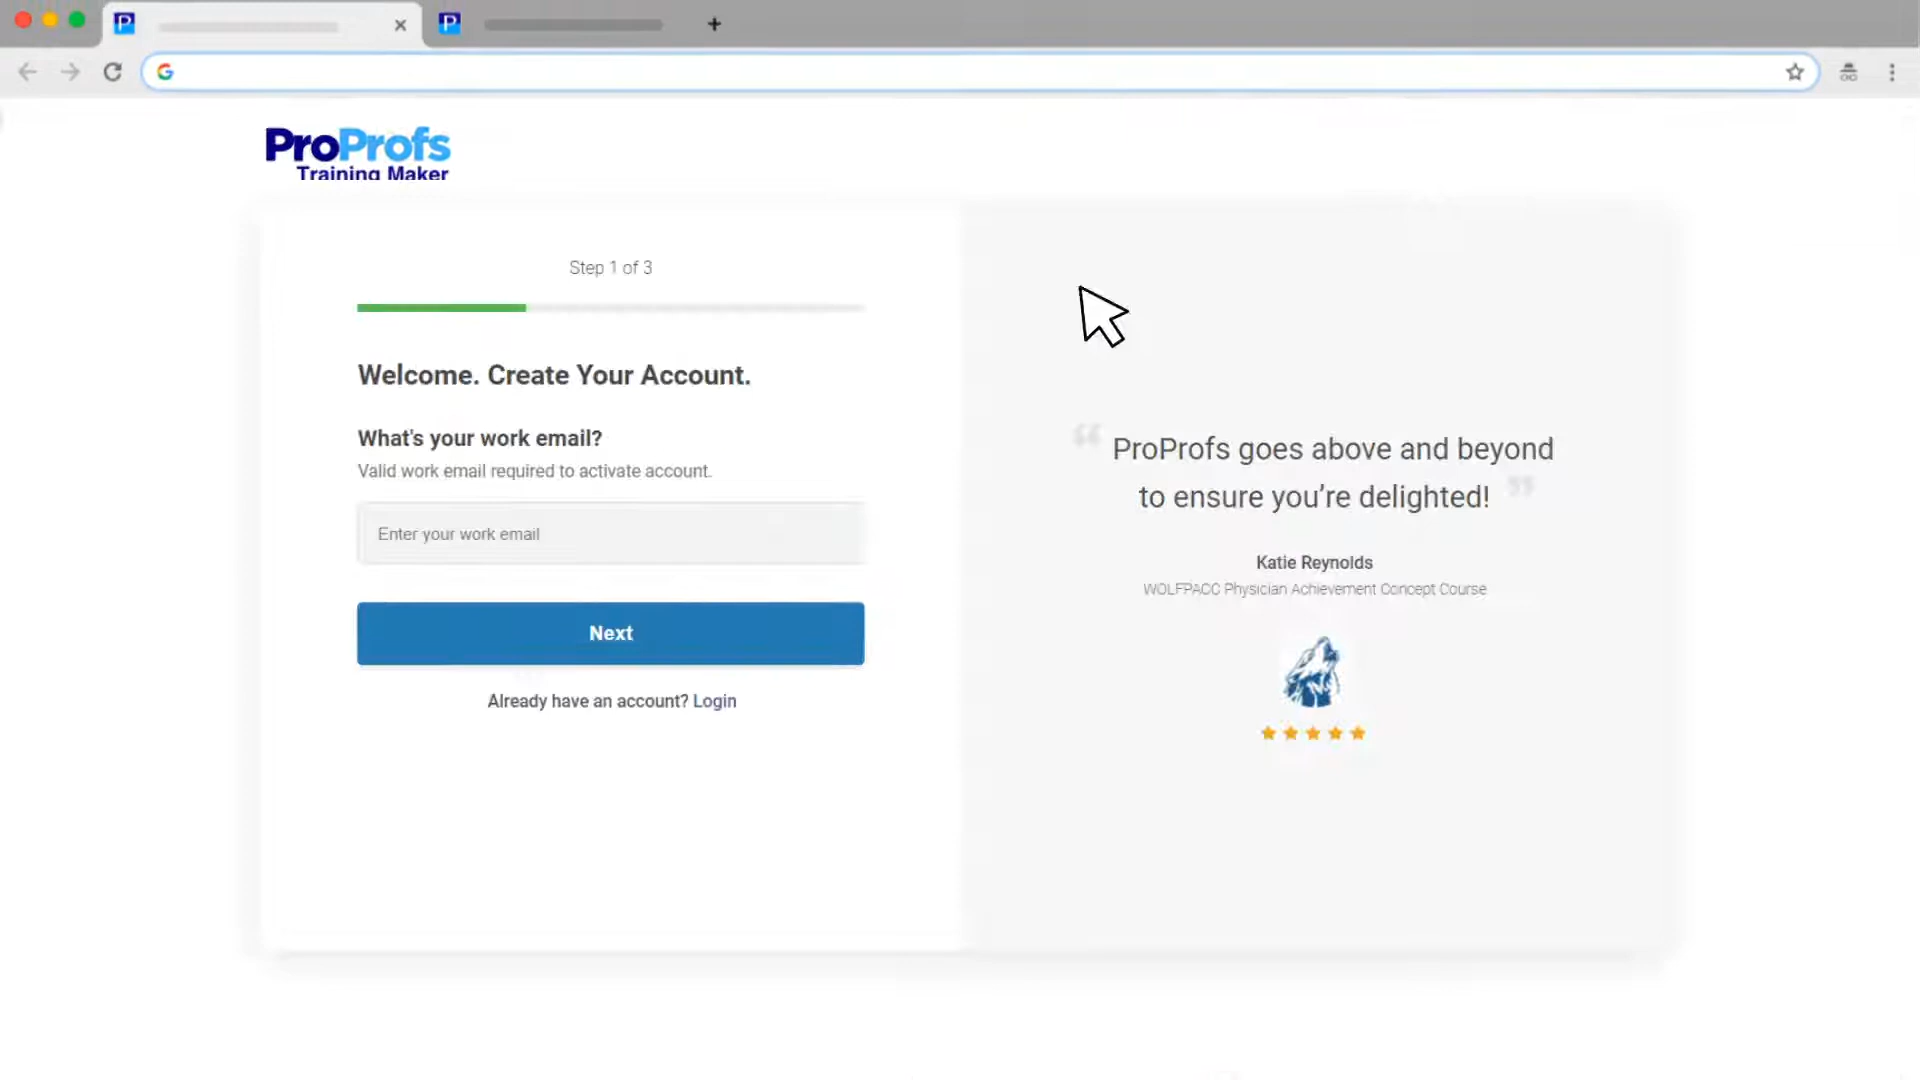 ProProfs
Training Maker
Step 1 of 3
Welcome. Create Your Account.
What's your work email?
Valid work email required to activate account.
Enter your work email
Next
Already have an account? Login
“ ProProfs goes above and beyond
to ensure you’re delighted! ”
Katie Reynolds
WOLFPACC Physician Achievement Concept Course